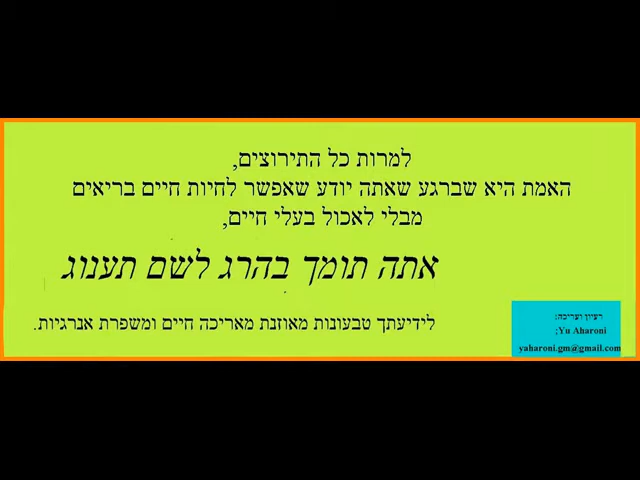 למרות כל התירוצים,
האמת היא שברגע שאתה יודע שאפשר לחיות חיים בריאים
מבלי לאכול בעלי חיים,
אתה תומך בהרג לשם תענוג
לידיעתך טבעונות מאוזנת מאריכה חיים ומשפרת אנרגיות.
רעיון ועריכה:
Yu Aharoni;
yaharoni.gm@gmail.com